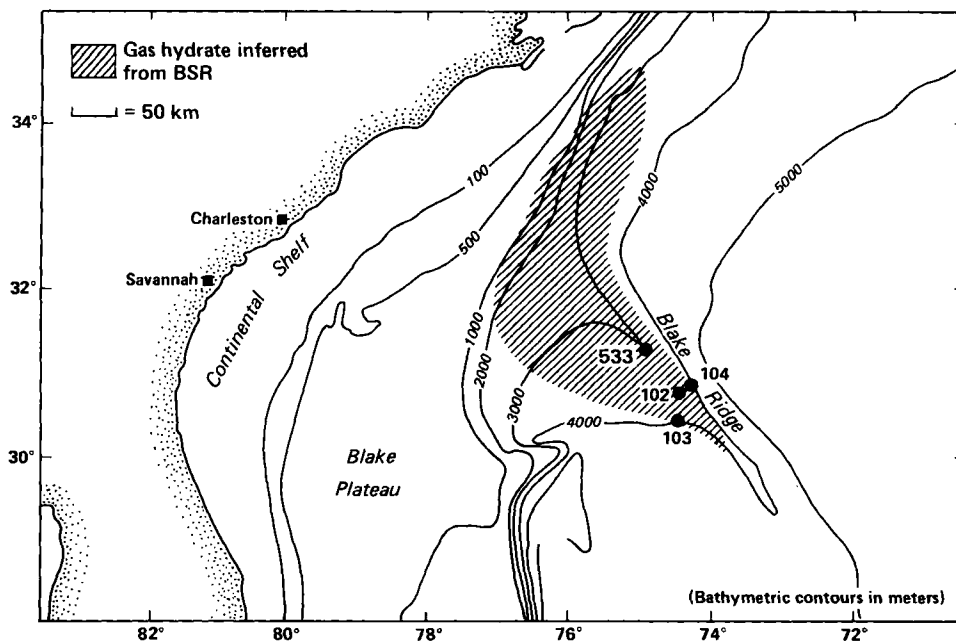 Gas hydrate inferred
from BSR
= 50 km
34°
32°
30°
Charleston
Savannah
Continental Shelf
100
500
1000
2000
3000
4000
4000
5000
Blake
Ridge
533
102
104
103
Blake
Plateau
(Bathymetric contours in meters)
82°
80°
78°
76°
74°
72°